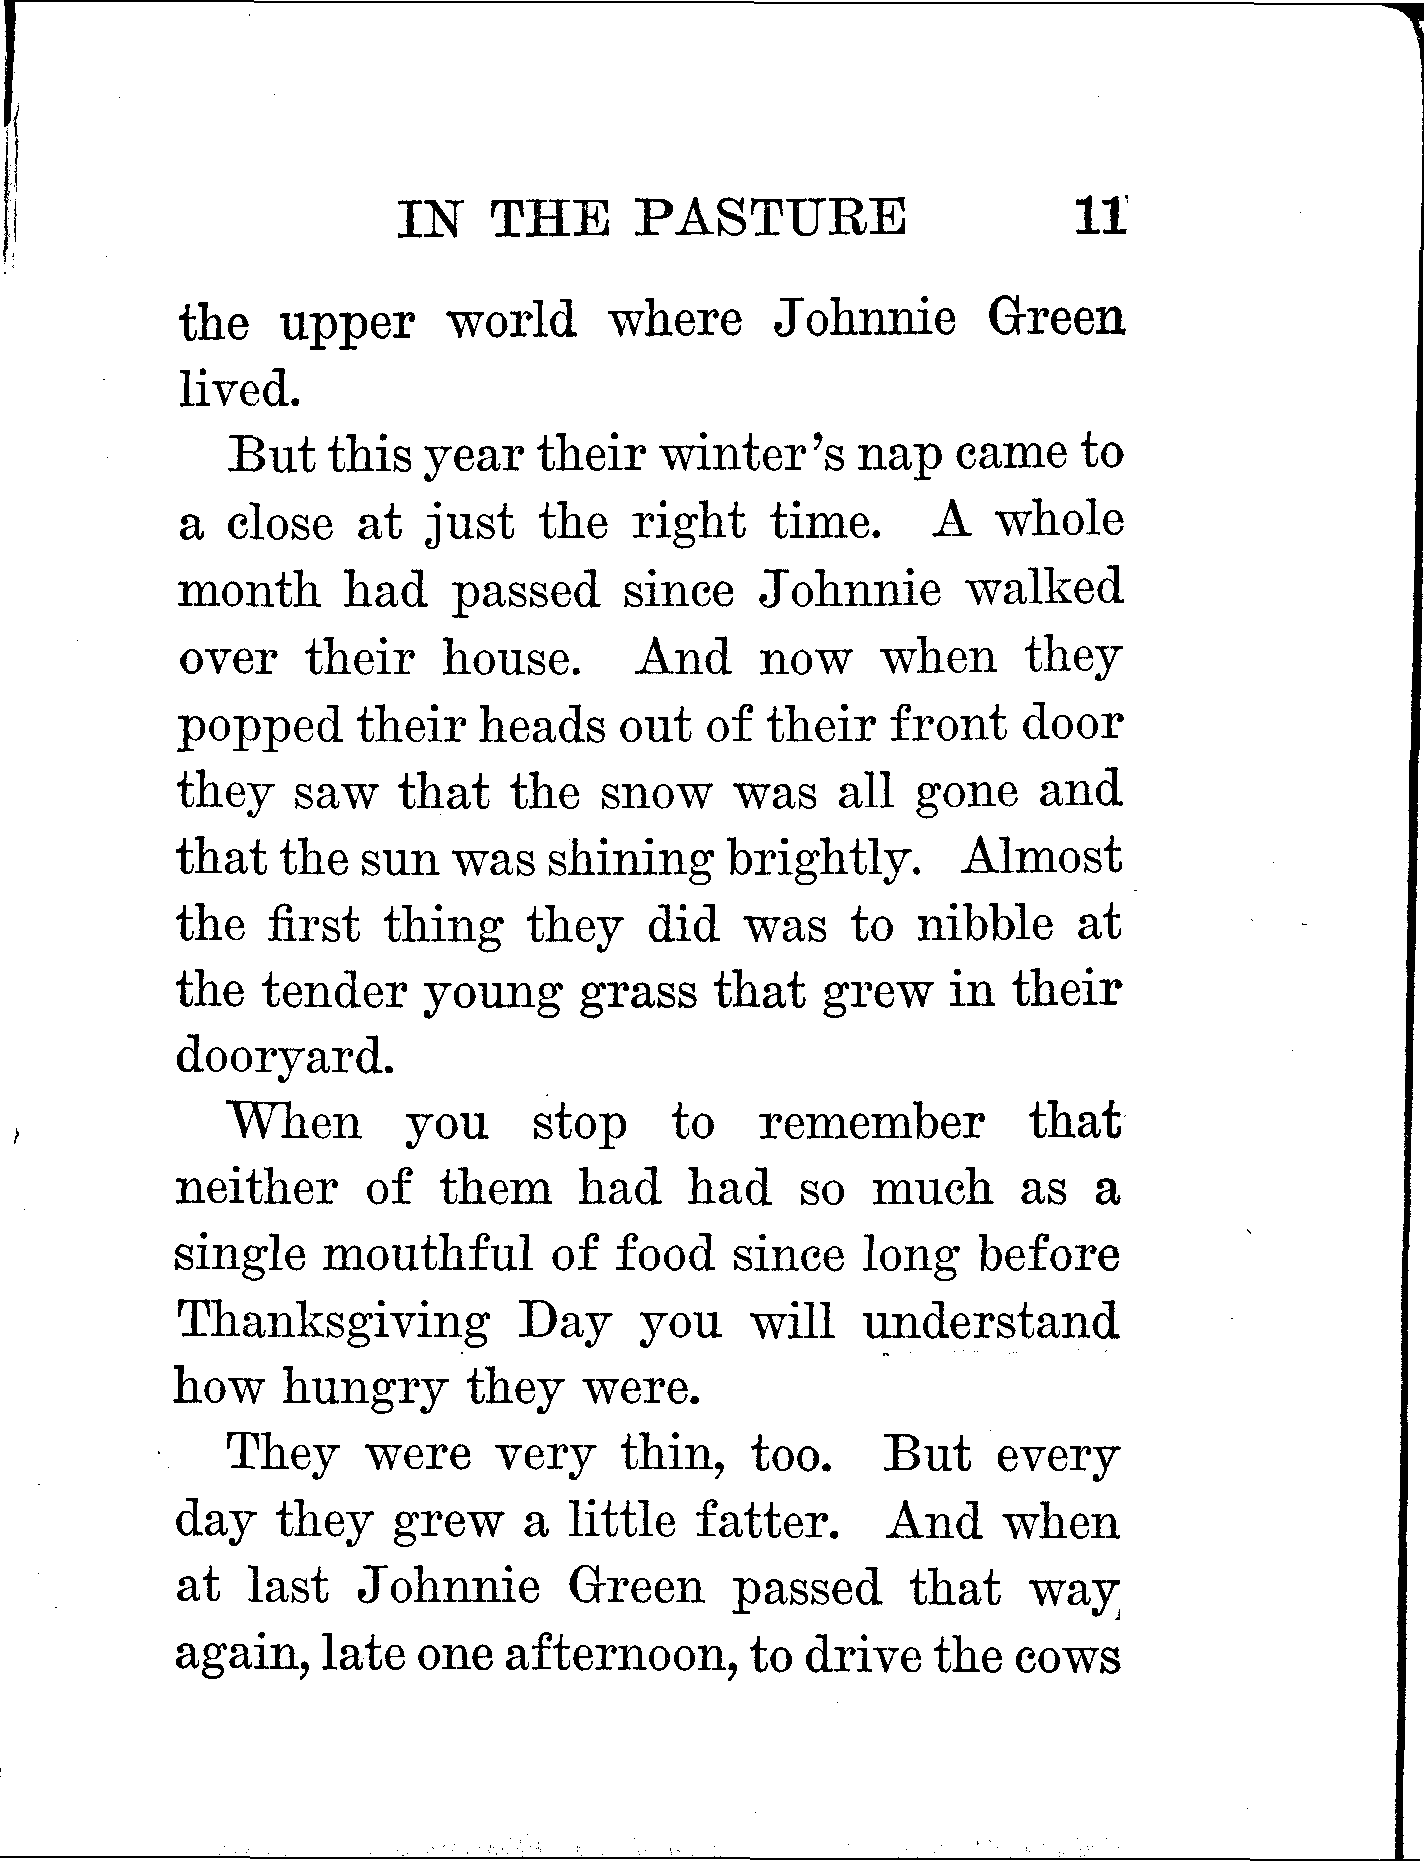 IN THE PASTURE 11
the upper world where Johnnie Green
lived.
But this year their winter's nap came to
a close at just the right time. A whole
month had passed since Johnnie walked
over their house. And now when they
popped their heads out of their front door
they saw that the snow was all gone and
that the sun was shining brightly. Almost
the first thing they did was to nibble at
the tender young grass that grew in their
dooryard.
When you stop to remember that
neither of them had had so much as a
single mouthful of food since long before
Thanksgiving Day you will understand
how hungry they were.
They were very thin, too. But every
day they grew a little fatter. And when
at last Johnnie Green passed that way
again, late one afternoon, to drive the cows